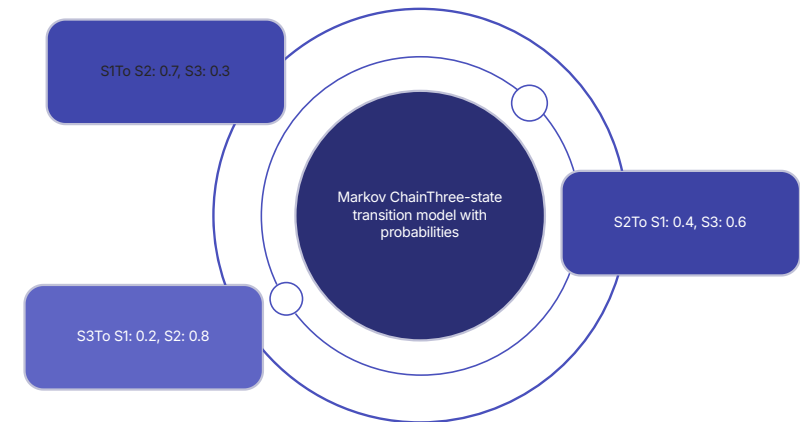 S1To S2: 0.7, S3: 0.3
Markov ChainThree-state
transition model with
probabilities
S2To S1: 0.4, S3: 0.6
S3To S1: 0.2, S2: 0.8